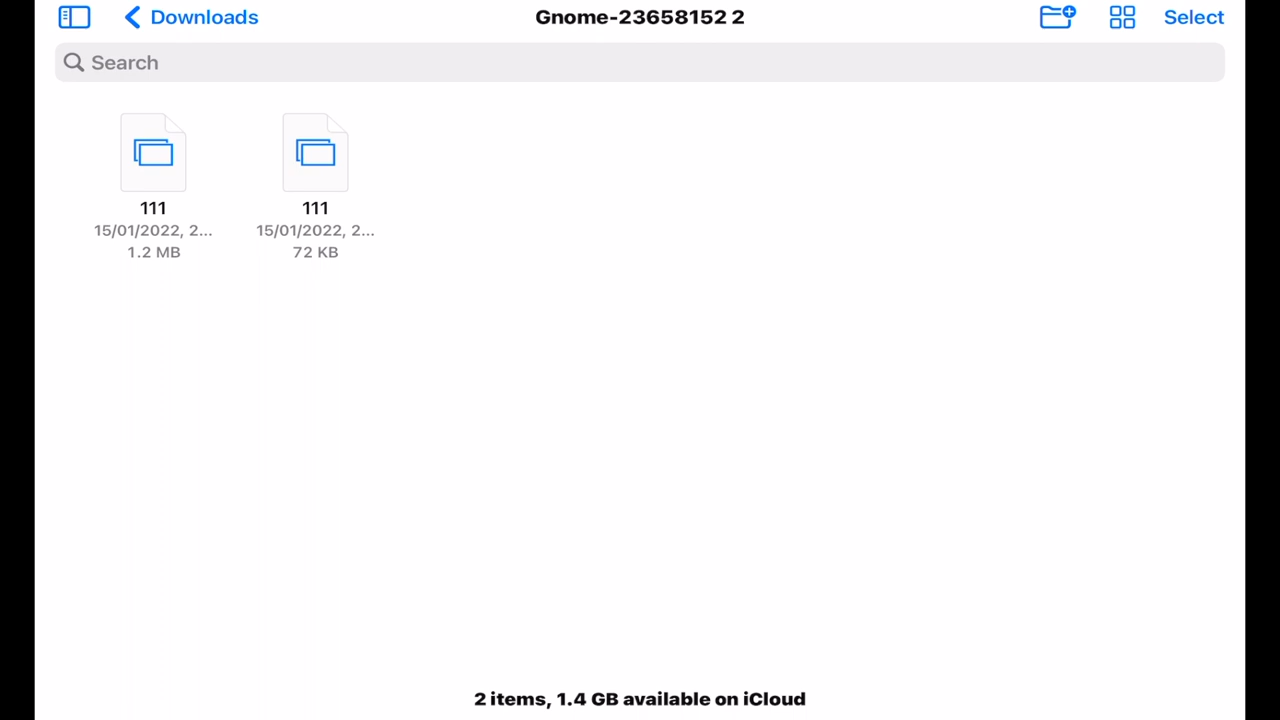 Downloads
Gnome-23658152 2
Select
Search
111
111
15/01/2022, 2...
15/01/2022, 2...
1.2 MB
72 KB
2 items, 1.4 GB available on iCloud